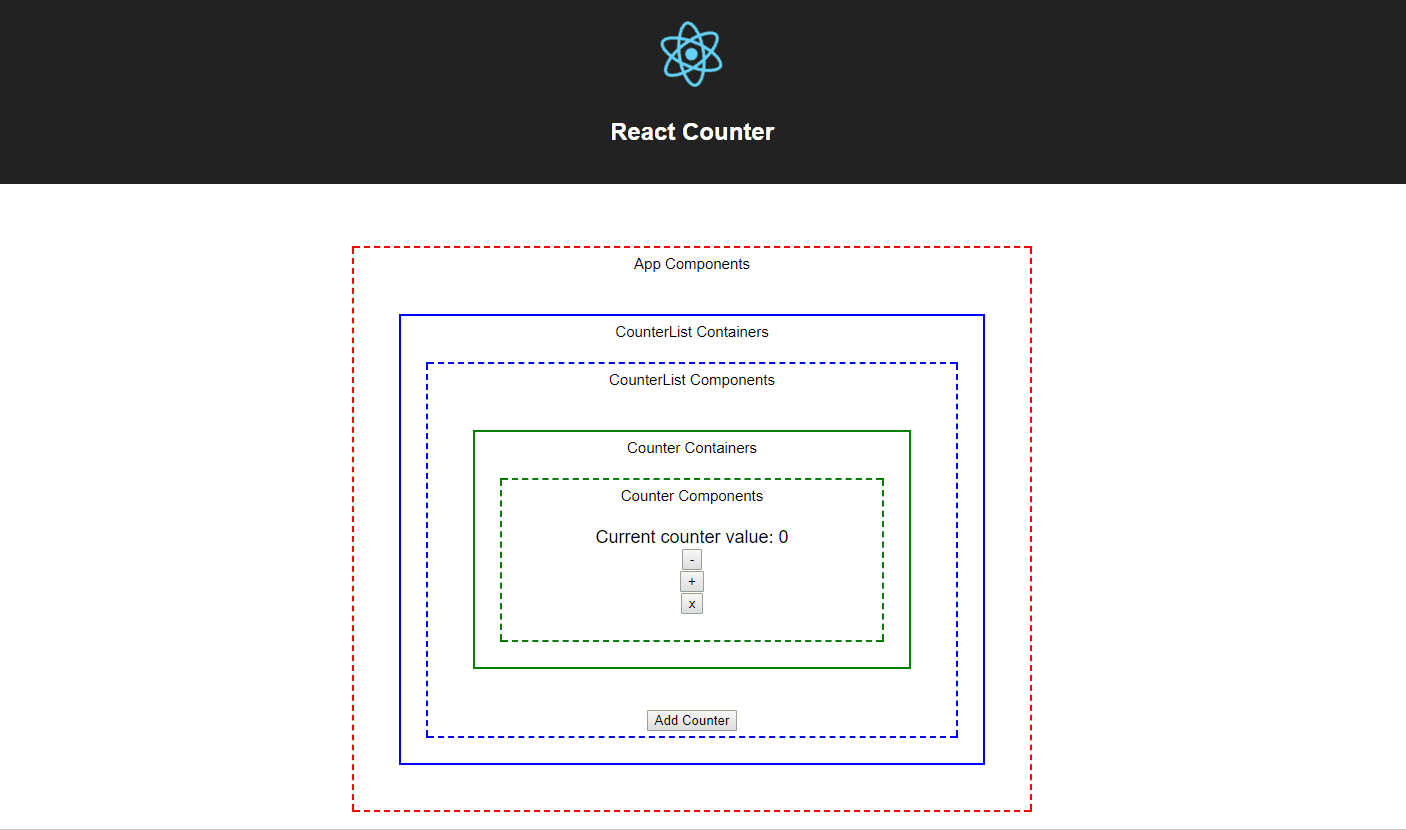 React Counter
App Components
CounterList Containers
CounterList Components
Counter Containers
Counter Components
Current counter value: 0
-
+
x
Add Counter